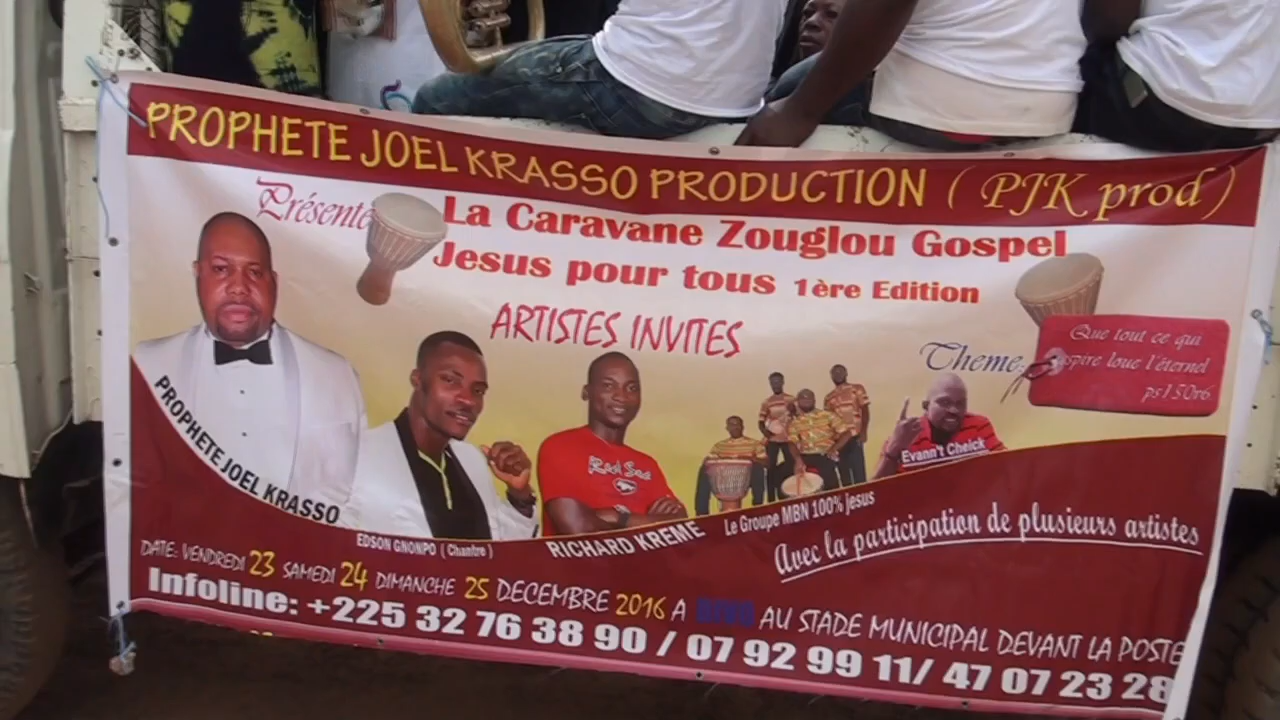 PROPHETE JOEL KRASSO PRODUCTION ( PJK prod )
Présente
La Caravane Zouglou Gospel
Jesus pour tous 1ère Edition
ARTISTES INVITES
Theme:
Que tout ce qui
spire loue l'éternel
ps150v6
PROPHETE JOEL KRASSO
EDSON GNONPO ( Chantre )
Red Sea
RICHARD KREME
Le Groupe MBN 100% jesus
Evann't Cheick
Avec la participation de plusieurs artistes
DATE: VENDREDI 23 SAMEDI 24 DIMANCHE 25 DECEMBRE 2016 A DIVO AU STADE MUNICIPAL DEVANT LA POSTE
Infoline: +225 32 76 38 90 / 07 92 99 11/ 47 07 23 28